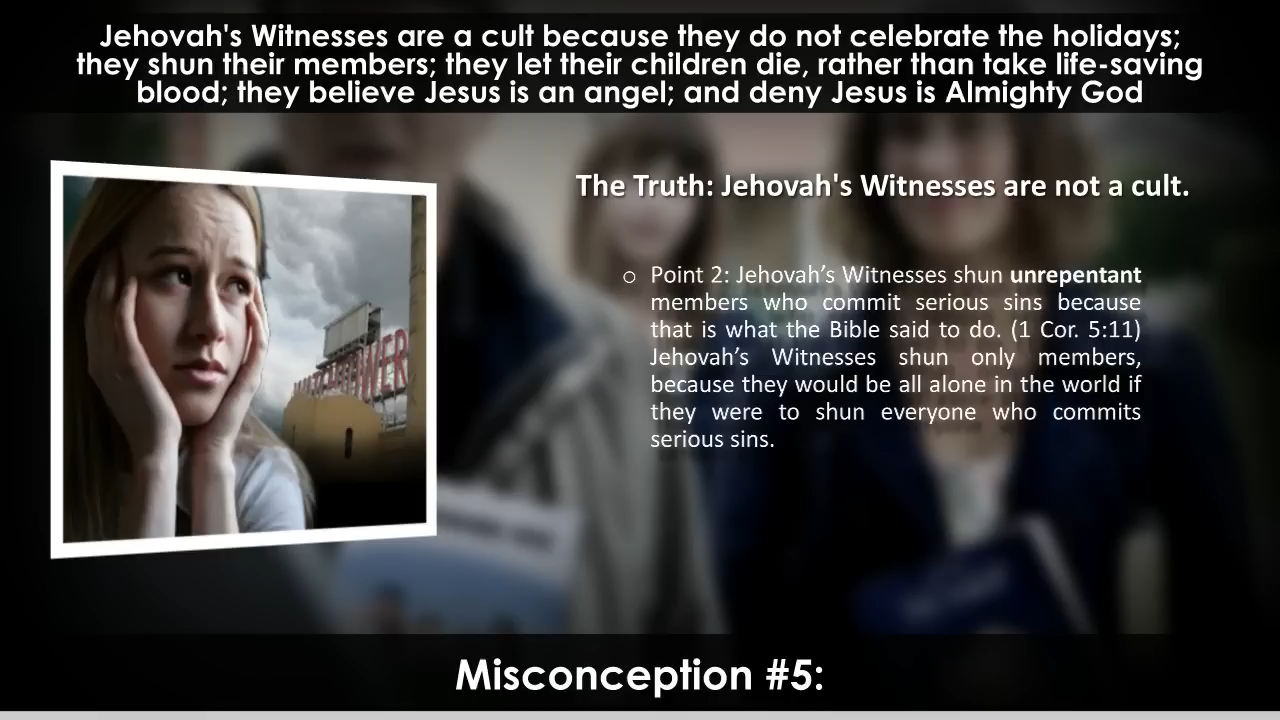 Jehovah's Witnesses are a cult because they do not celebrate the holidays;
they shun their members; they let their children die, rather than take life-saving
blood; they believe Jesus is an angel; and deny Jesus is Almighty God
The Truth: Jehovah's Witnesses are not a cult.
○ Point 2: Jehovah’s Witnesses shun unrepentant
members who commit serious sins because
that is what the Bible said to do. (1 Cor. 5:11)
Jehovah’s Witnesses shun only members,
because they would be all alone in the world if
they were to shun everyone who commits
serious sins.
WATCHTOWER
Misconception #5: